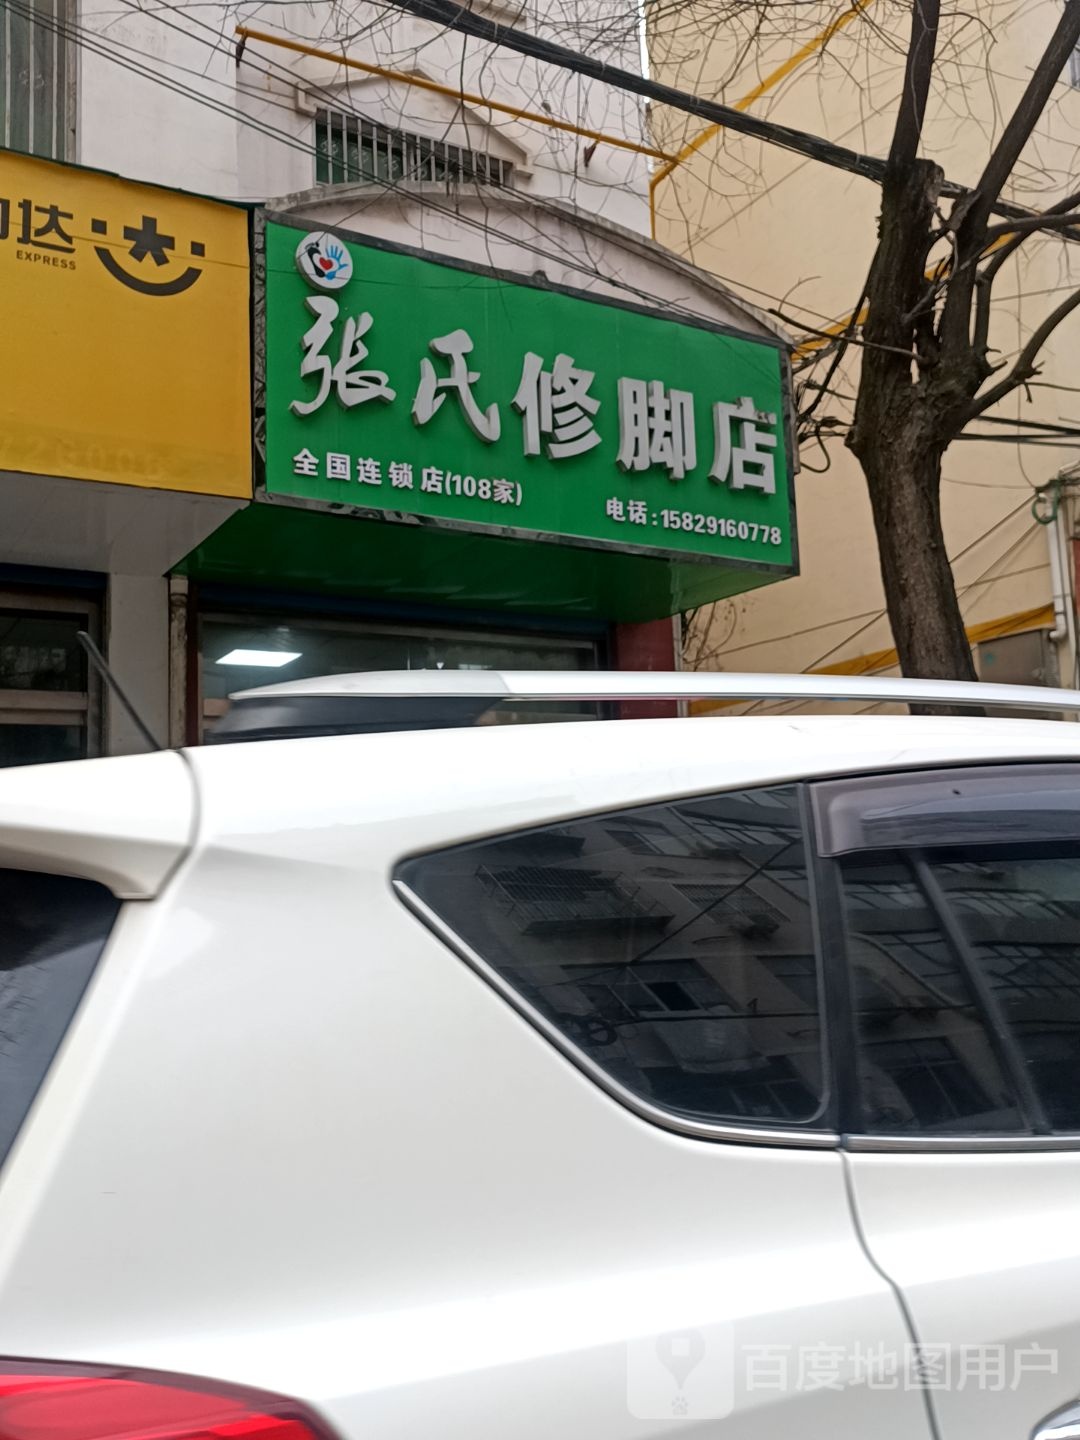 达
EXPRESS
张氏修脚店
全国连锁店(108家)
电话:15829160778
百度地图用户